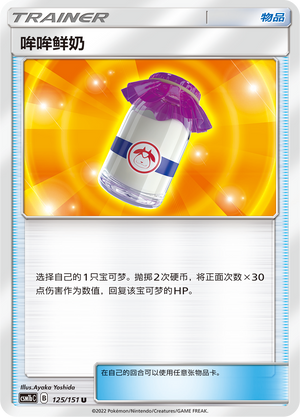 TRAINER
物品
哞哞鲜奶
选择自己的1只宝可梦。抛掷2次硬币，将正面次数×30
点伤害作为数值，回复该宝可梦的HP。
在自己的回合可以使用任意张物品卡。
Illus.Ayaka Yoshida
CSM1bC B 125/151 U
©2022 Pokémon/Nintendo/Creatures/GAME FREAK.